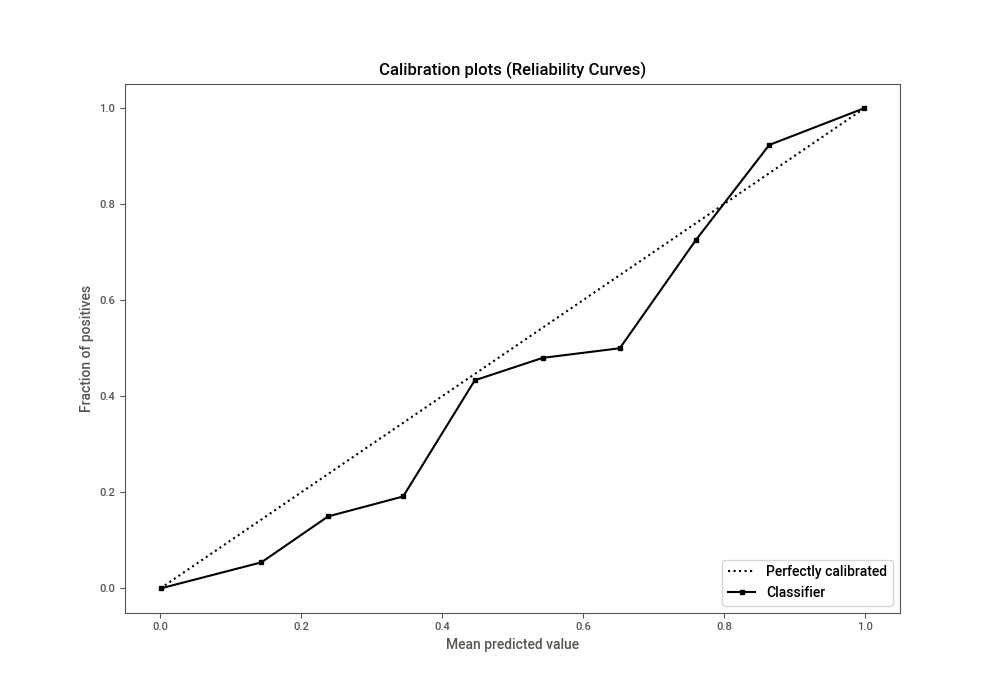 Calibration plots (Reliability Curves)
1.0
0.8
0.6
0.4
0.2
0.0
Fraction of positives
0.0 0.2 0.4 0.6 0.8 1.0
Mean predicted value
Perfectly calibrated
Classifier